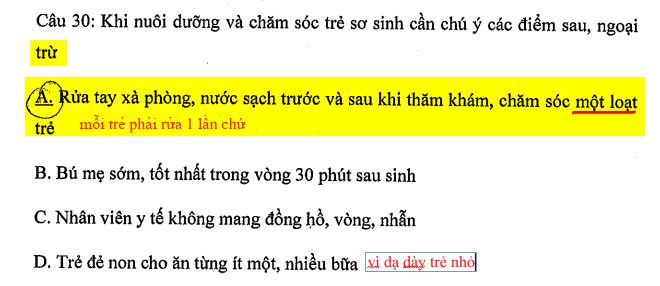 Câu 30: Khi nuôi dưỡng và chăm sóc trẻ sơ sinh cần chú ý các điểm sau, ngoại
trừ
A. Rửa tay xà phòng, nước sạch trước và sau khi thăm khám, chăm sóc một loạt
trẻ mỗi trẻ phải rửa 1 lần chứ
B. Bú mẹ sớm, tốt nhất trong vòng 30 phút sau sinh
C. Nhân viên y tế không mang đồng hồ, vòng, nhẫn
D. Trẻ đẻ non cho ăn từng ít một, nhiều bữa vì dạ dày trẻ nhỏ